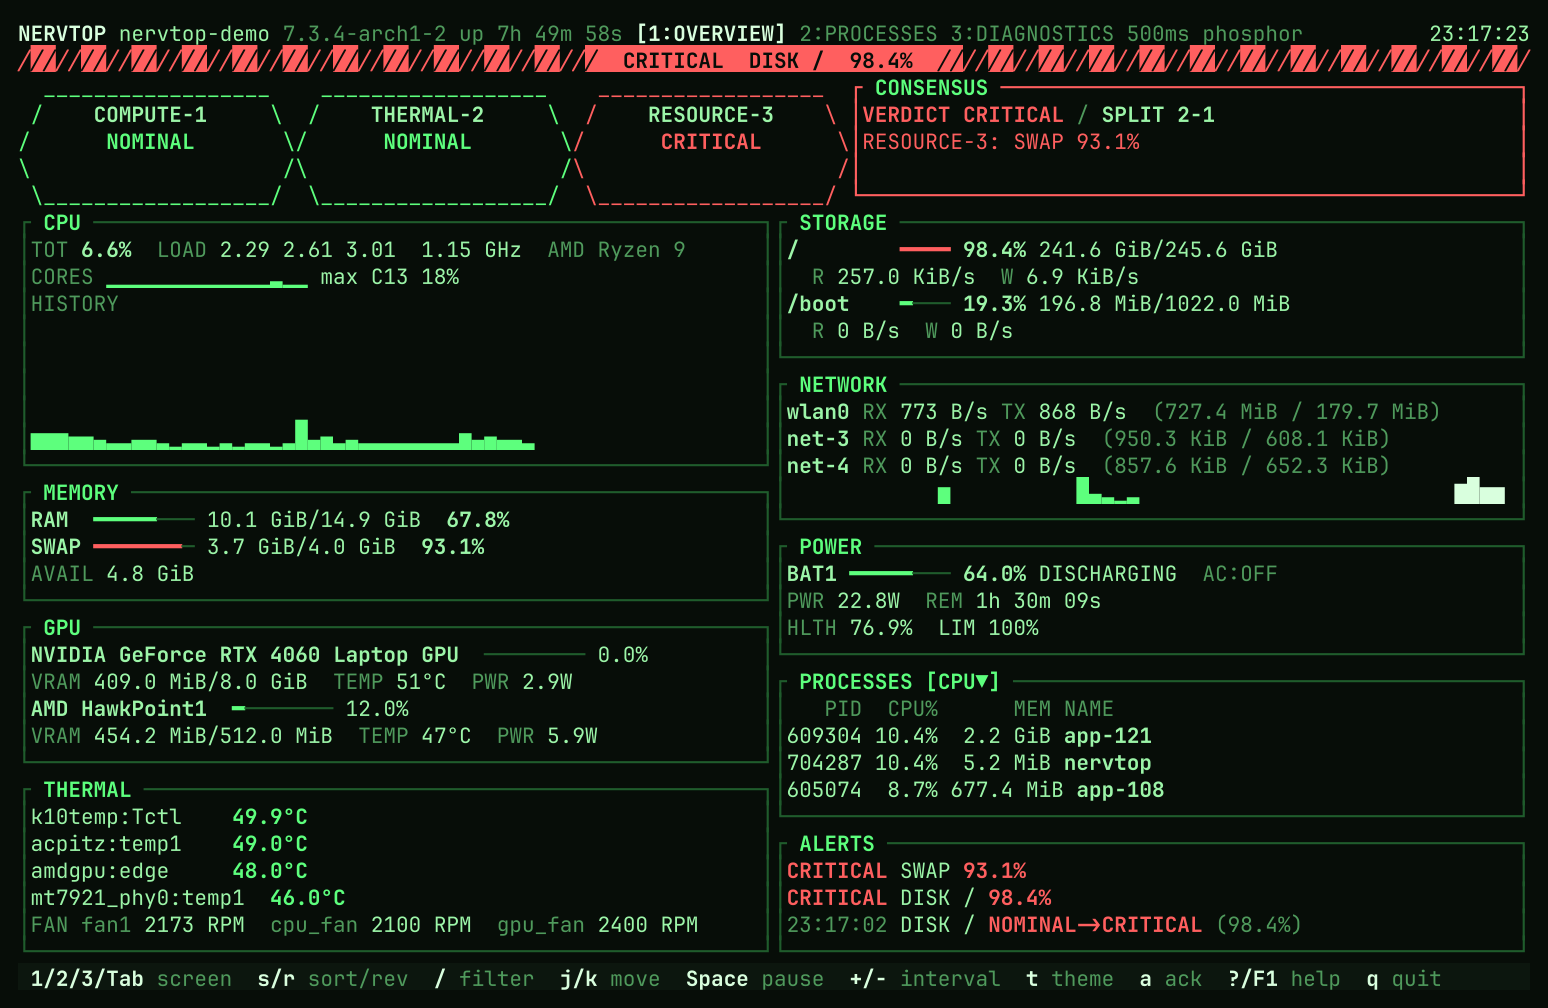 NERVTOP nervtop-demo 7.3.4-arch1-2 up 7h 49m 58s [1:OVERVIEW] 2:PROCESSES 3:DIAGNOSTICS 500ms phosphor 23:17:23
CRITICAL DISK / 98.4%
COMPUTE-1
NOMINAL
THERMAL-2
NOMINAL
RESOURCE-3
CRITICAL
CONSENSUS
VERDICT CRITICAL / SPLIT 2-1
RESOURCE-3: SWAP 93.1%
CPU
TOT 6.6% LOAD 2.29 2.61 3.01 1.15 GHz AMD Ryzen 9
CORES max C13 18%
HISTORY
MEMORY
RAM 10.1 GiB/14.9 GiB 67.8%
SWAP 3.7 GiB/4.0 GiB 93.1%
AVAIL 4.8 GiB
GPU
NVIDIA GeForce RTX 4060 Laptop GPU 0.0%
VRAM 409.0 MiB/8.0 GiB TEMP 51°C PWR 2.9W
AMD HawkPoint1 12.0%
VRAM 454.2 MiB/512.0 MiB TEMP 47°C PWR 5.9W
THERMAL
k10temp:Tctl 49.9°C
acpitz:temp1 49.0°C
amdgpu:edge 48.0°C
mt7921_phy0:temp1 46.0°C
FAN fan1 2173 RPM cpu_fan 2100 RPM gpu_fan 2400 RPM
STORAGE
/ 98.4% 241.6 GiB/245.6 GiB
R 257.0 KiB/s W 6.9 KiB/s
/boot 19.3% 196.8 MiB/1022.0 MiB
R 0 B/s W 0 B/s
NETWORK
wlan0 RX 773 B/s TX 868 B/s (727.4 MiB / 179.7 MiB)
net-3 RX 0 B/s TX 0 B/s (950.3 KiB / 608.1 KiB)
net-4 RX 0 B/s TX 0 B/s (857.6 KiB / 652.3 KiB)
POWER
BAT1 64.0% DISCHARGING AC:OFF
PWR 22.8W REM 1h 30m 09s
HLTH 76.9% LIM 100%
PROCESSES [CPU▼]
PID CPU% MEM NAME
609304 10.4% 2.2 GiB app-121
704287 10.4% 5.2 MiB nervtop
605074 8.7% 677.4 MiB app-108
ALERTS
CRITICAL SWAP 93.1%
CRITICAL DISK / 98.4%
23:17:02 DISK / NOMINAL→CRITICAL (98.4%)
1/2/3/Tab screen s/r sort/rev / filter j/k move Space pause +/- interval t theme a ack ?/F1 help q quit